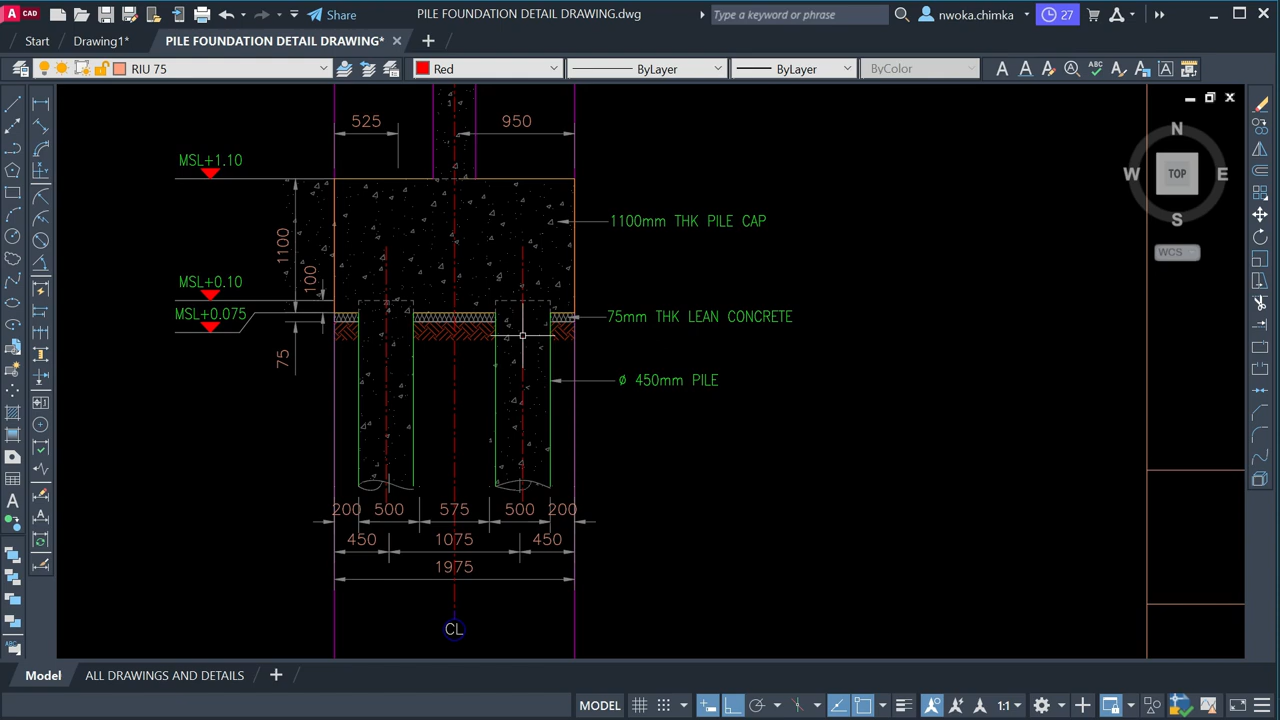 CAD
Share
PILE FOUNDATION DETAIL DRAWING.dwg
Type a keyword or phrase
nwoka.chimka
27
Start
Drawing1*
PILE FOUNDATION DETAIL DRAWING*
RIU 75
Red
ByLayer
ByLayer
ByColor
525
950
N
W
TOP
E
S
WCS
MSL+1.10
1100mm THK PILE CAP
1100
100
MSL+0.10
MSL+0.075
75mm THK LEAN CONCRETE
75
Ø 450mm PILE
200 500 575 500 200
450 1075 450
1975
CL
Model
ALL DRAWINGS AND DETAILS
MODEL
1:1